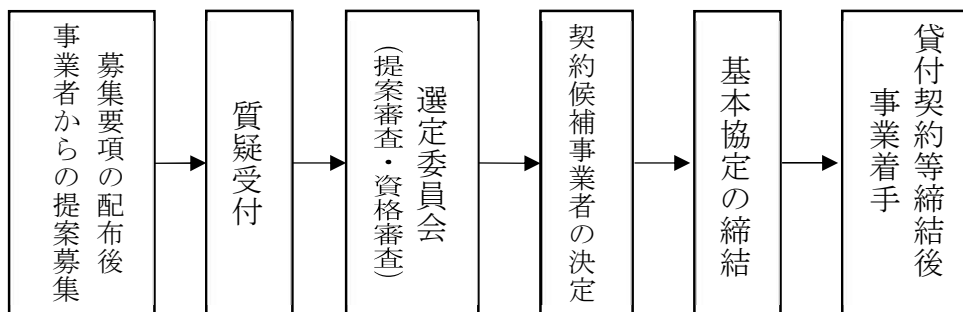 募集要項の配布後
事業者からの提案募集
質疑受付
選定委員会
(提案審査・資格審査)
契約候補事業者の決定
基本協定の締結
貸付契約等締結後
事業着手